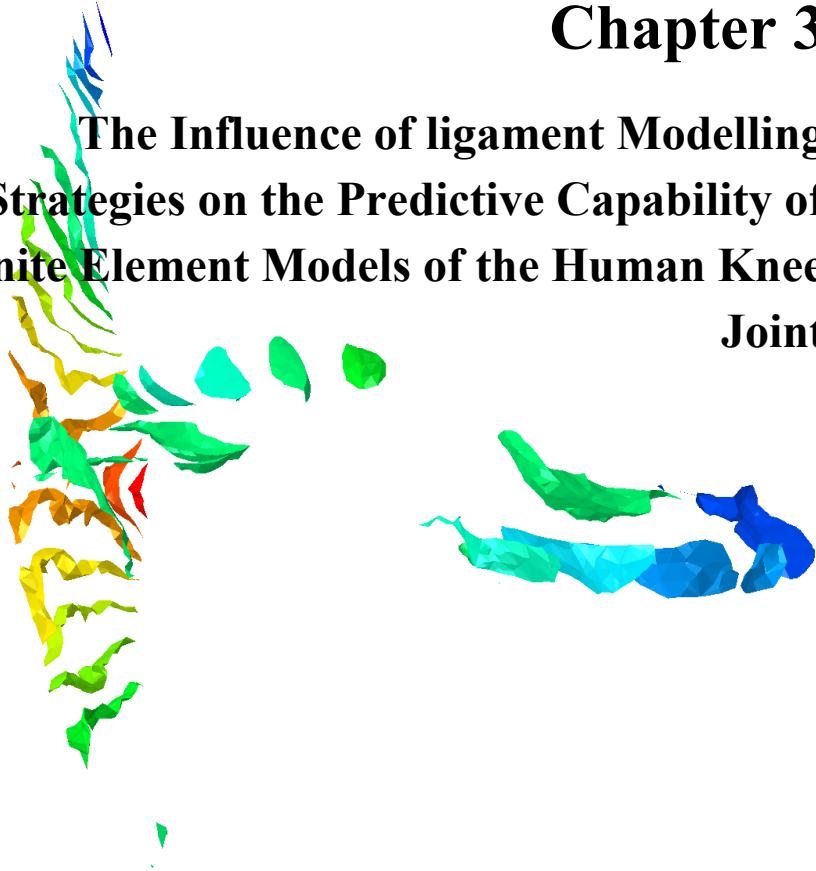 Chapter 3
The Influence of ligament Modelling
Strategies on the Predictive Capability of
nite Element Models of the Human Knee
Joint